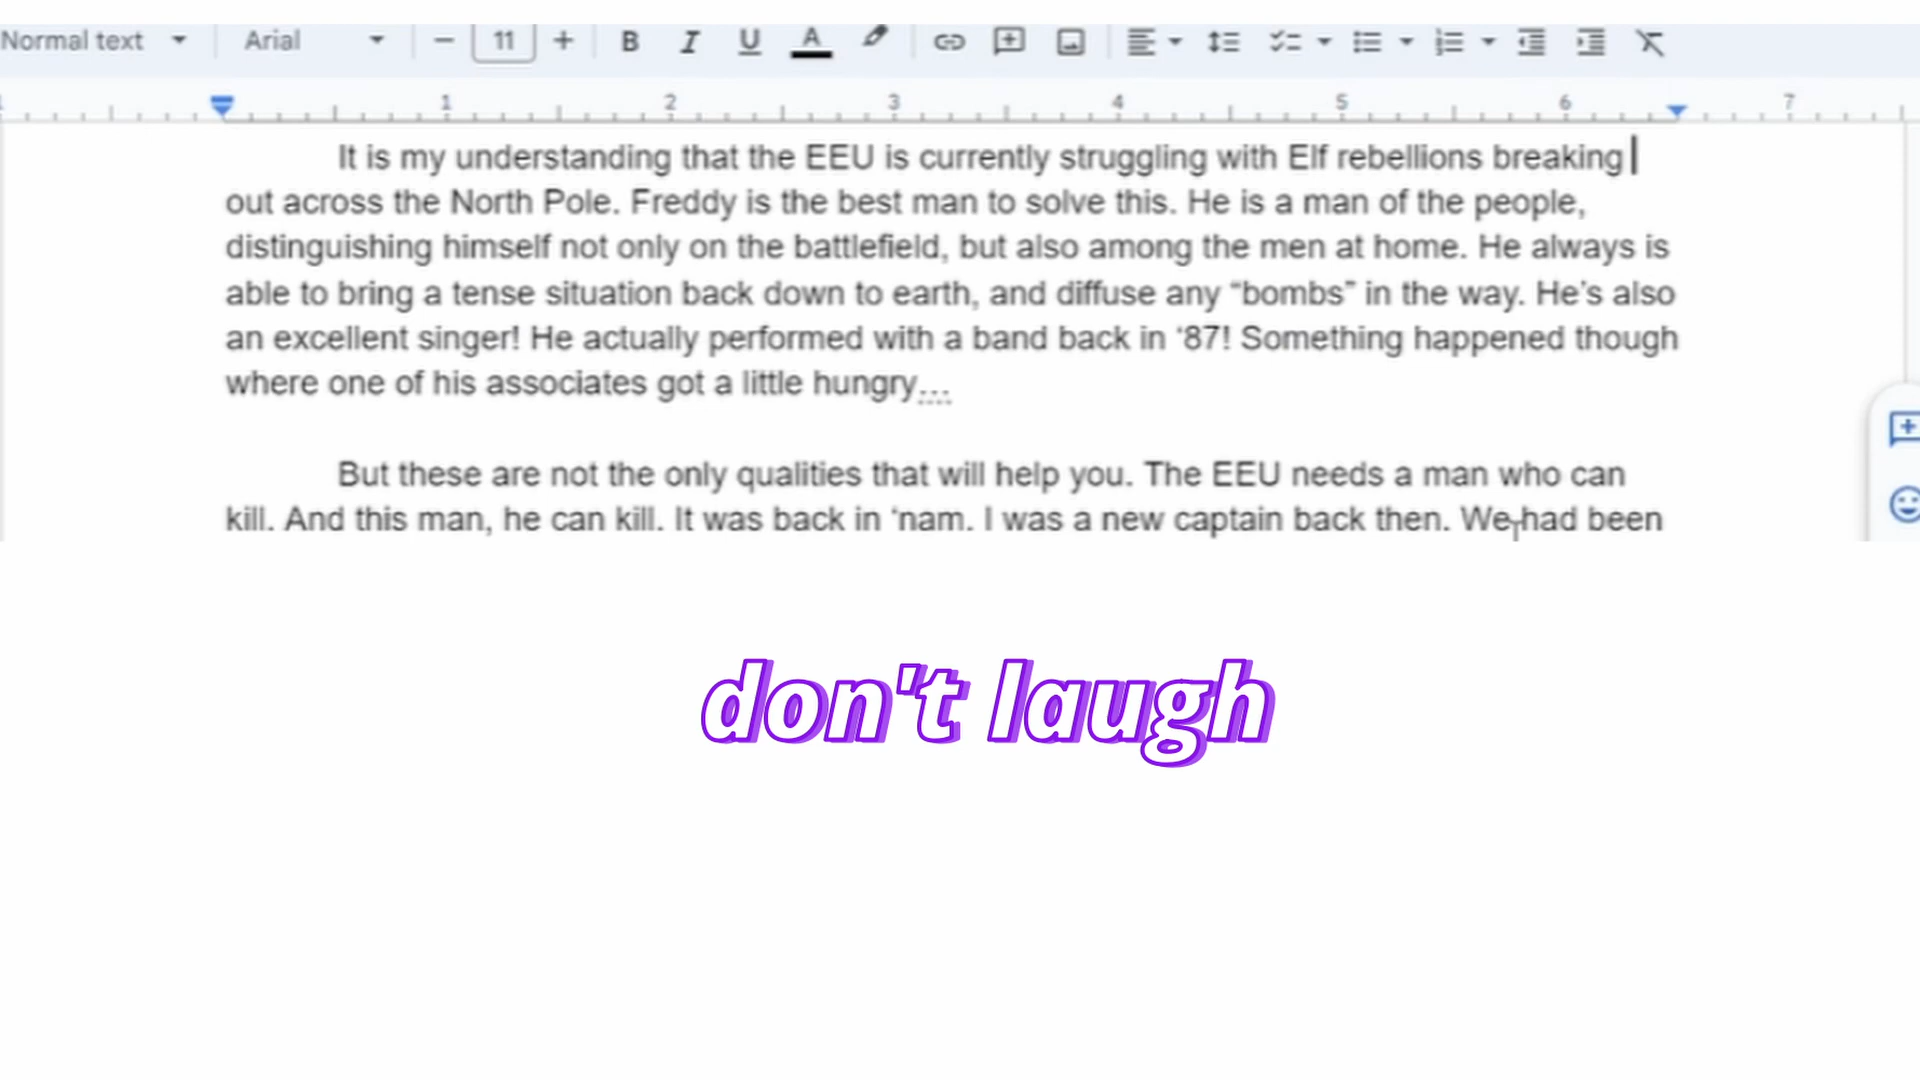 Normal text Arial 11 B I U A
1 2 3 4 5 6 7
It is my understanding that the EEU is currently struggling with Elf rebellions breaking
out across the North Pole. Freddy is the best man to solve this. He is a man of the people,
distinguishing himself not only on the battlefield, but also among the men at home. He always is
able to bring a tense situation back down to earth, and diffuse any “bombs” in the way. He’s also
an excellent singer! He actually performed with a band back in ‘87! Something happened though
where one of his associates got a little hungry…
But these are not the only qualities that will help you. The EEU needs a man who can
kill. And this man, he can kill. It was back in ‘nam. I was a new captain back then. We had been
don't laugh